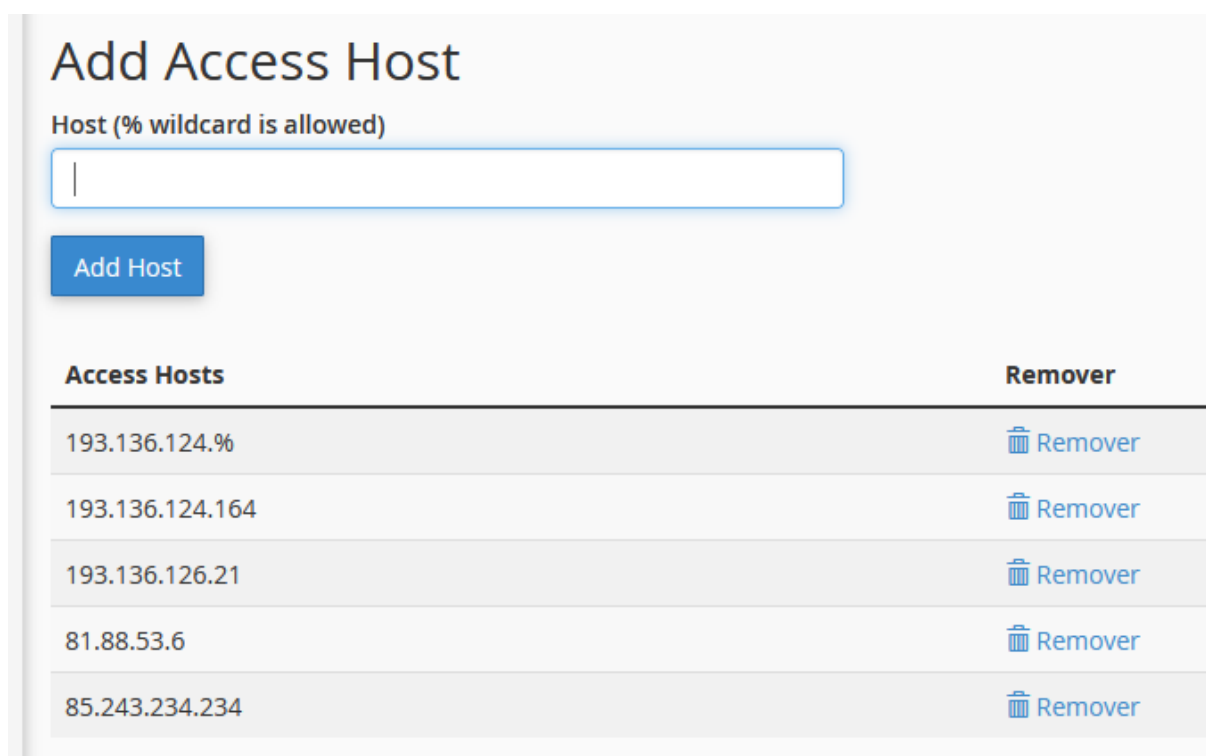 Add Access Host
Host (% wildcard is allowed)
Add Host
Access Hosts Remover
193.136.124.% Remover
193.136.124.164 Remover
193.136.126.21 Remover
81.88.53.6 Remover
85.243.234.234 Remover